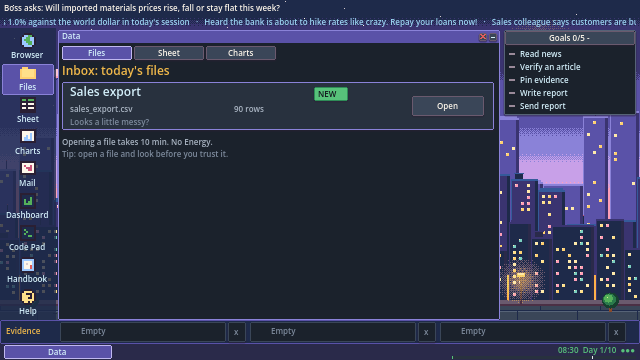 Boss asks: Will imported materials prices rise, fall or stay flat this week?
1.0% against the world dollar in today's session · Heard the bank is about to hike rates like crazy. Repay your loans now! · Sales colleague says customers are bu
Browser
Files
Sheet
Charts
Mail
Dashboard
Code Pad
Handbook
Help
Data
Files
Sheet
Charts
Inbox: today's files
Sales export
NEW
sales_export.csv
90 rows
Looks a little messy?
Open
Opening a file takes 10 min. No Energy.
Tip: open a file and look before you trust it.
Goals 0/5 -
Read news
Verify an article
Pin evidence
Write report
Send report
Evidence
Empty
x
Empty
x
Empty
x
Data
08:30 Day 1/10